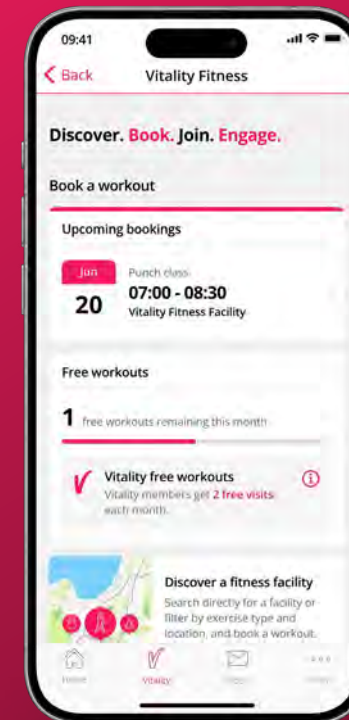 09:41
Back
Vitality Fitness
Discover. Book. Join. Engage.
Book a workout
Upcoming bookings
Jun
20
Punch class
07:00 - 08:30
Vitality Fitness Facility
Free workouts
1 free workouts remaining this month
Vitality free workouts
Vitality members get 2 free visits
each month.
Discover a fitness facility
Search directly for a facility or
filter by exercise type and
location, and book a workout.
Home
Vitality